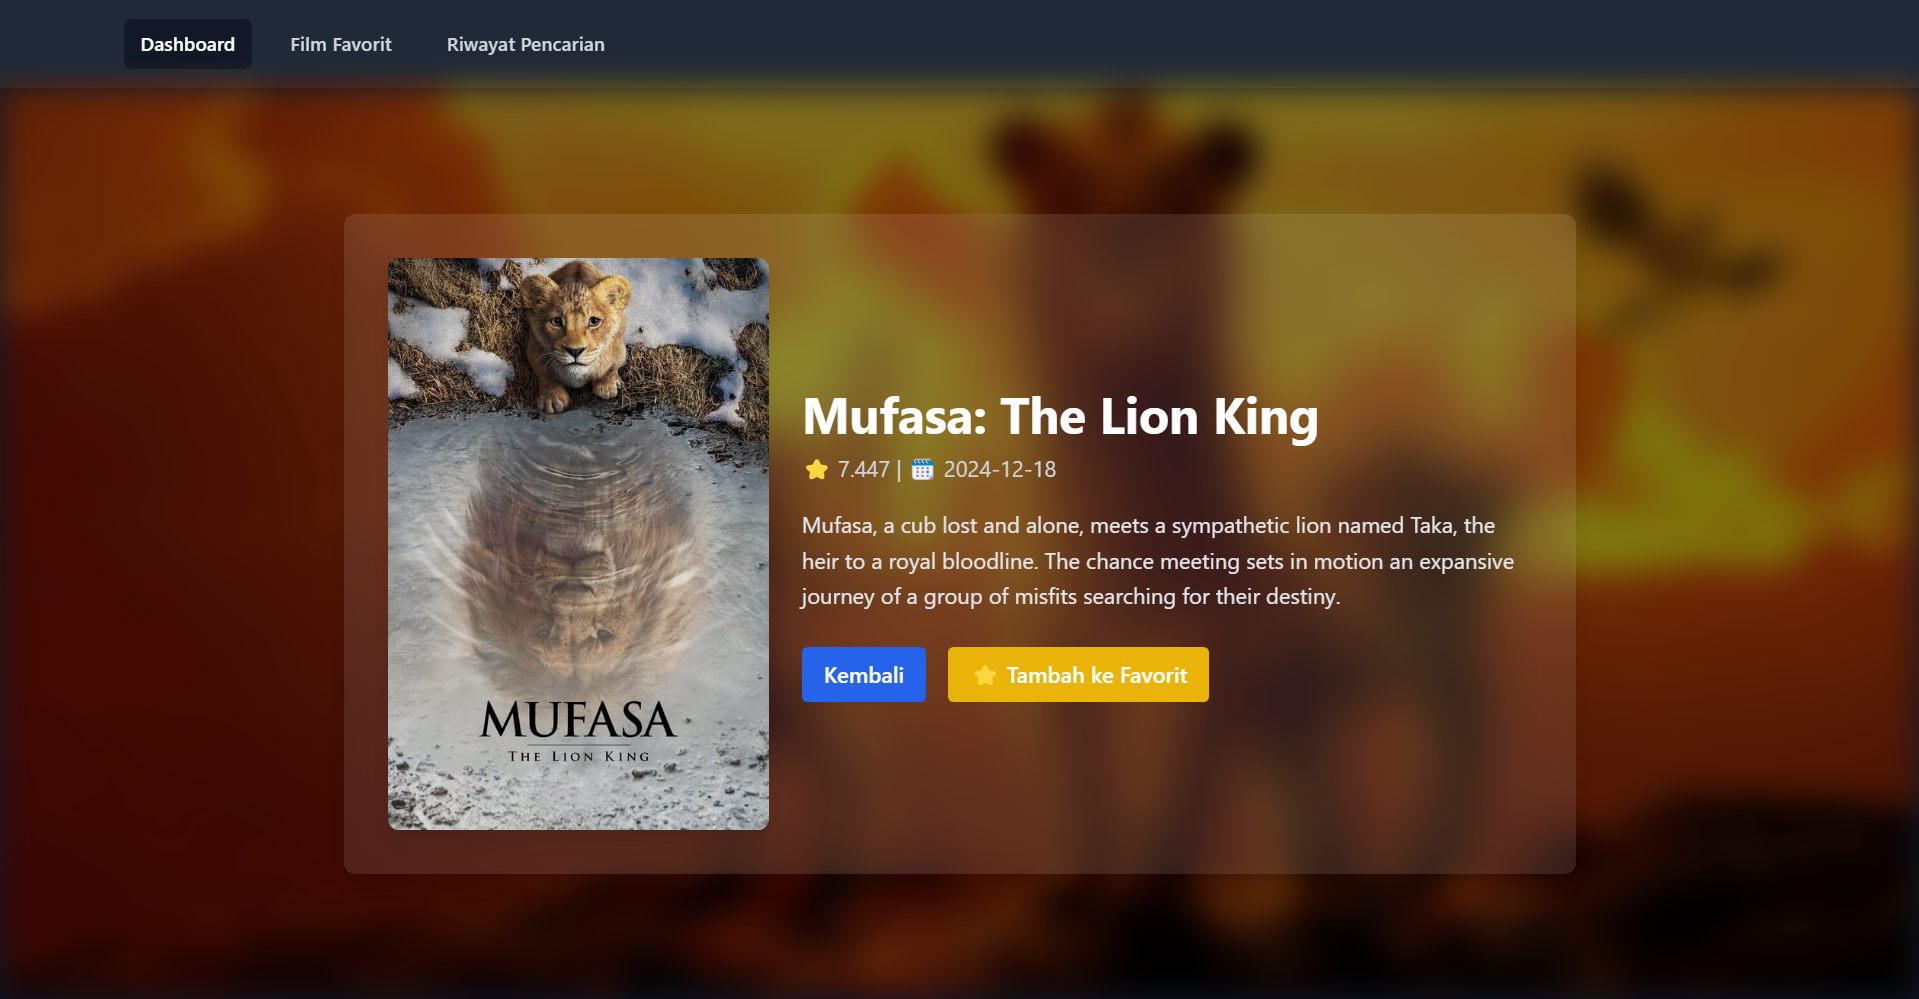 Dashboard Film Favorit Riwayat Pencarian
MUFASA
THE LION KING
Mufasa: The Lion King
7.447 | 2024-12-18
Mufasa, a cub lost and alone, meets a sympathetic lion named Taka, the
heir to a royal bloodline. The chance meeting sets in motion an expansive
journey of a group of misfits searching for their destiny.
Kembali Tambah ke Favorit